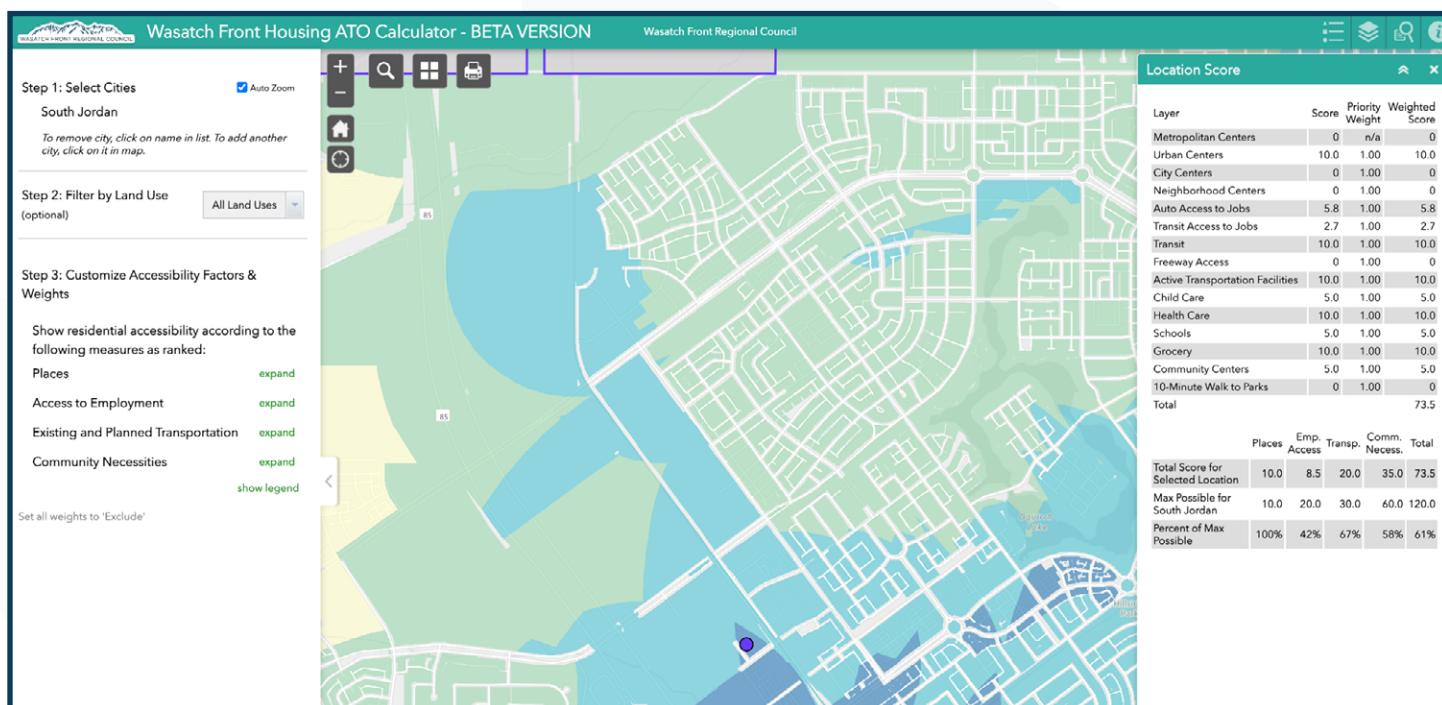 WASATCH FRONT REGIONAL COUNCIL
Wasatch Front Housing ATO Calculator - BETA VERSION
Wasatch Front Regional Council
Step 1: Select Cities
Auto Zoom
South Jordan
To remove city, click on name in list. To add another
city, click on it in map.
Step 2: Filter by Land Use
(optional)
All Land Uses
Step 3: Customize Accessibility Factors &
Weights
Show residential accessibility according to the
following measures as ranked:
Places expand
Access to Employment expand
Existing and Planned Transportation expand
Community Necessities expand
show legend
Set all weights to 'Exclude'
+
−
85
85
Location Score
Layer Score Priority Weight Weighted Score
Metropolitan Centers 0 n/a 0
Urban Centers 10.0 1.00 10.0
City Centers 0 1.00 0
Neighborhood Centers 0 1.00 0
Auto Access to Jobs 5.8 1.00 5.8
Transit Access to Jobs 2.7 1.00 2.7
Transit 10.0 1.00 10.0
Freeway Access 0 1.00 0
Active Transportation Facilities 10.0 1.00 10.0
Child Care 5.0 1.00 5.0
Health Care 10.0 1.00 10.0
Schools 5.0 1.00 5.0
Grocery 10.0 1.00 10.0
Community Centers 5.0 1.00 5.0
10-Minute Walk to Parks 0 1.00 0
Total 73.5
Places Emp. Access Transp. Comm. Necess. Total
Total Score for
Selected Location 10.0 8.5 20.0 35.0 73.5
Max Possible for
South Jordan 10.0 20.0 30.0 60.0 120.0
Percent of Max
Possible 100% 42% 67% 58% 61%